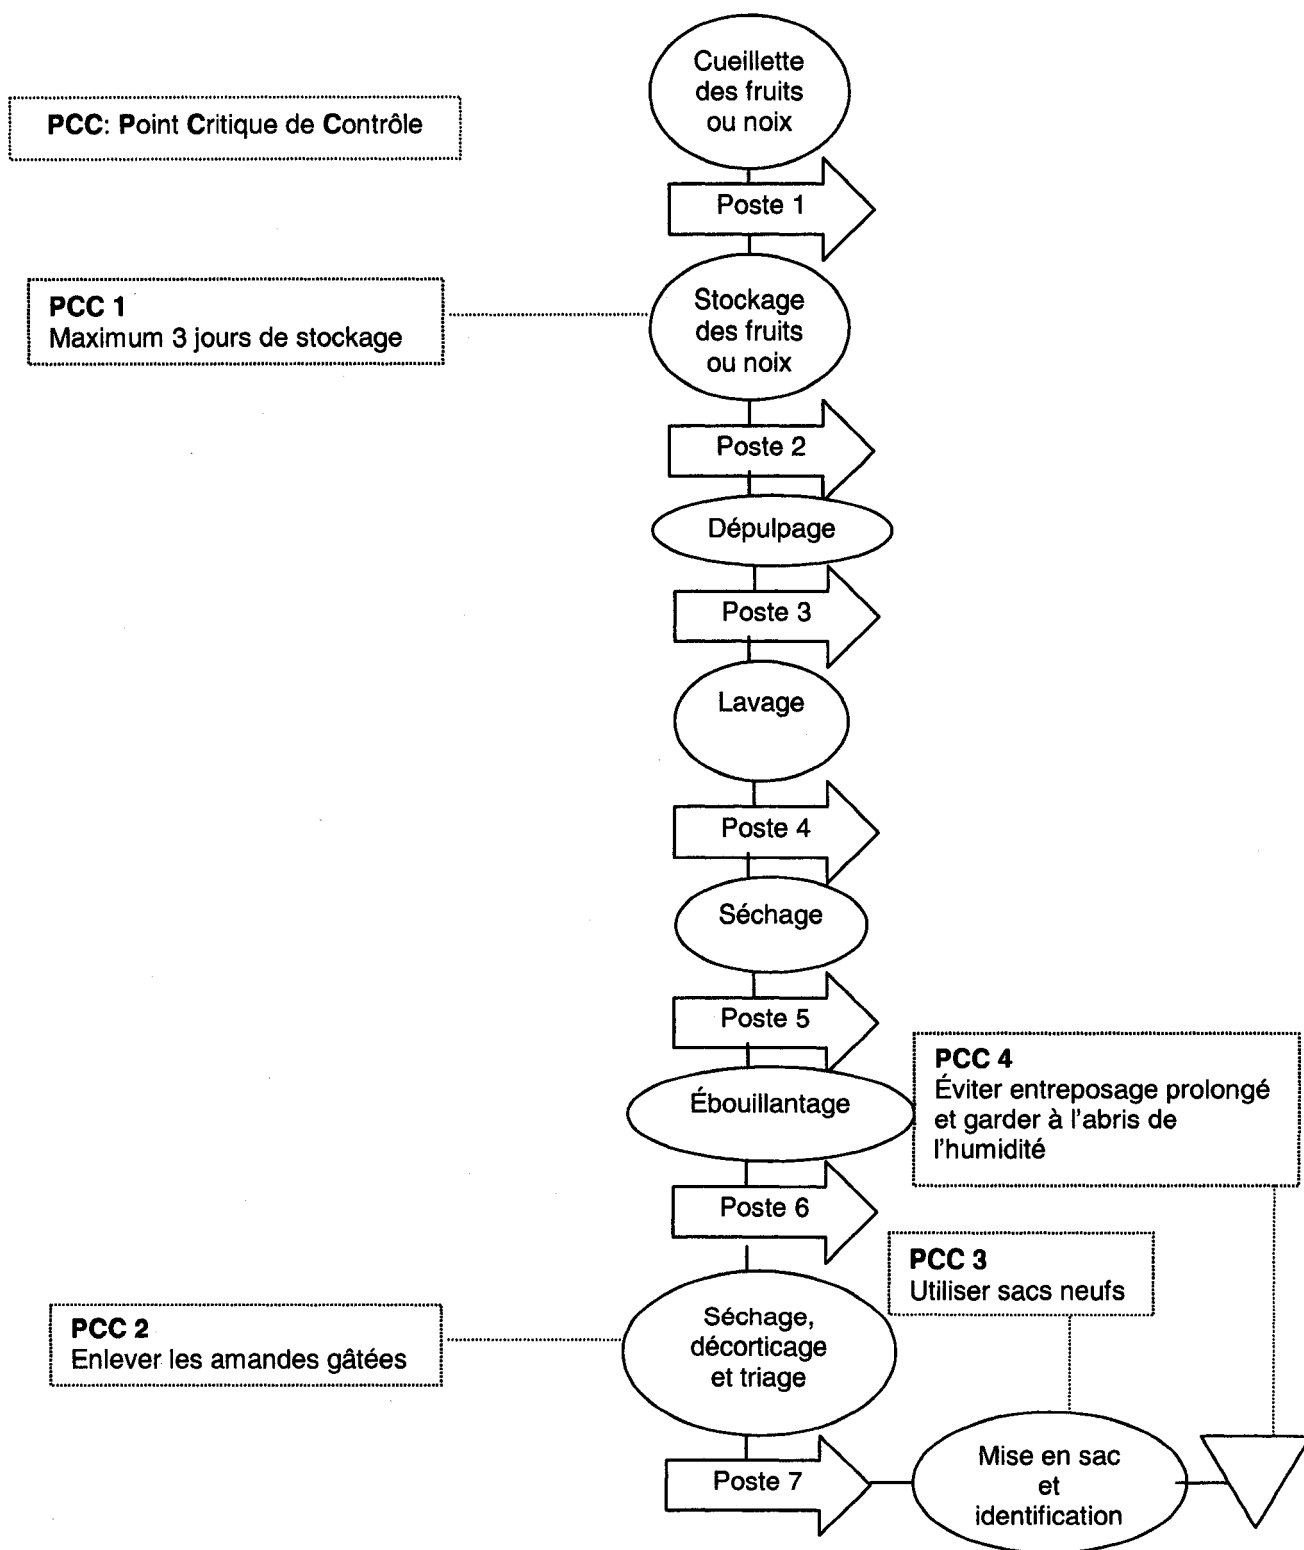 Cueillette
des fruits
ou noix
PCC: Point Critique de Contrôle
Poste 1
PCC 1
Maximum 3 jours de stockage
Stockage
des fruits
ou noix
Poste 2
Dépulpage
Poste 3
Lavage
Poste 4
Séchage
Poste 5
Ébouillantage
PCC 4
Éviter entreposage prolongé
et garder à l'abris de
l'humidité
Poste 6
PCC 3
Utiliser sacs neufs
PCC 2
Enlever les amandes gâtées
Séchage,
décorticage
et triage
Poste 7
Mise en sac
et
identification